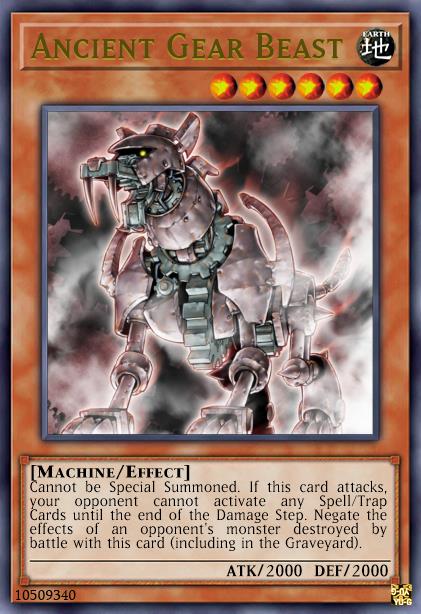 ANCIENT GEAR BEAST
EARTH
地
[MACHINE/EFFECT]
Cannot be Special Summoned. If this card attacks,
your opponent cannot activate any Spell/Trap
Cards until the end of the Damage Step. Negate the
effects of an opponent's monster destroyed by
battle with this card (including in the Graveyard).
ATK/2000 DEF/2000
10509340